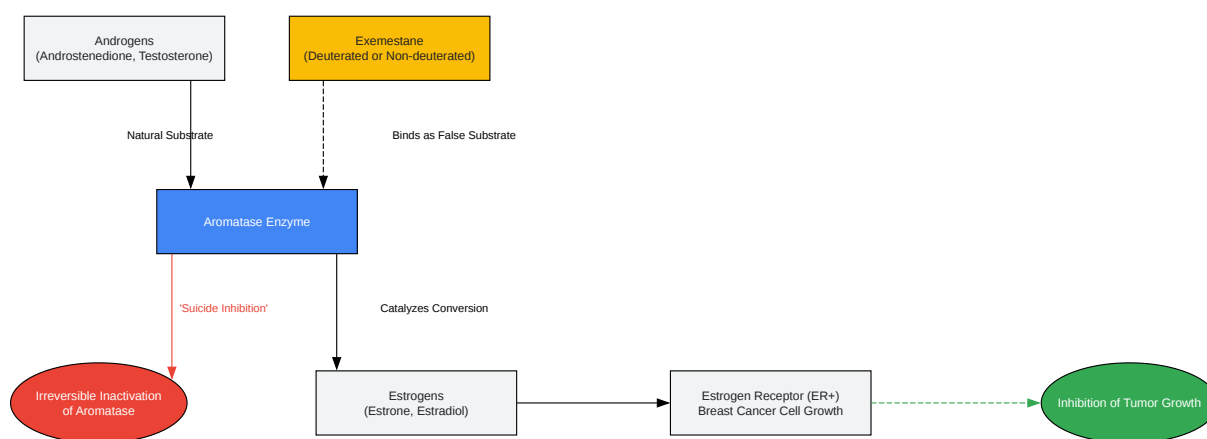 Androgens
(Androstenedione, Testosterone)
Exemestane
(Deuterated or Non-deuterated)
Natural Substrate
Binds as False Substrate
Aromatase Enzyme
'Suicide Inhibition'
Catalyzes Conversion
Irreversible Inactivation
of Aromatase
Estrogens
(Estrone, Estradiol)
Estrogen Receptor (ER+)
Breast Cancer Cell Growth
Inhibition of Tumor Growth